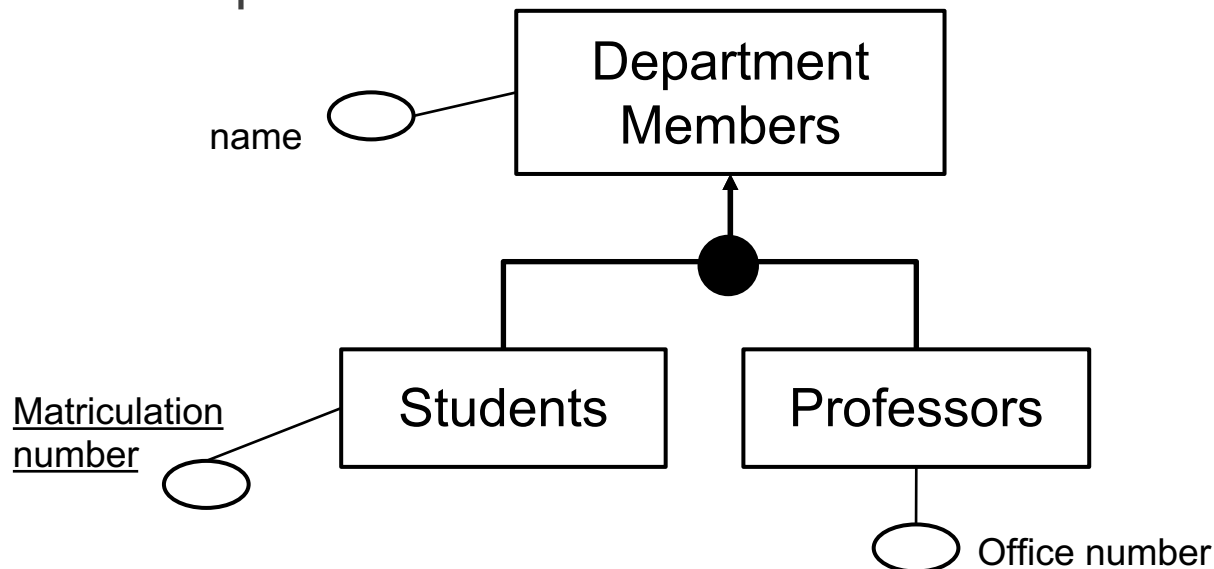 Department
Members
name
Students
Professors
Matriculation
number
Office number